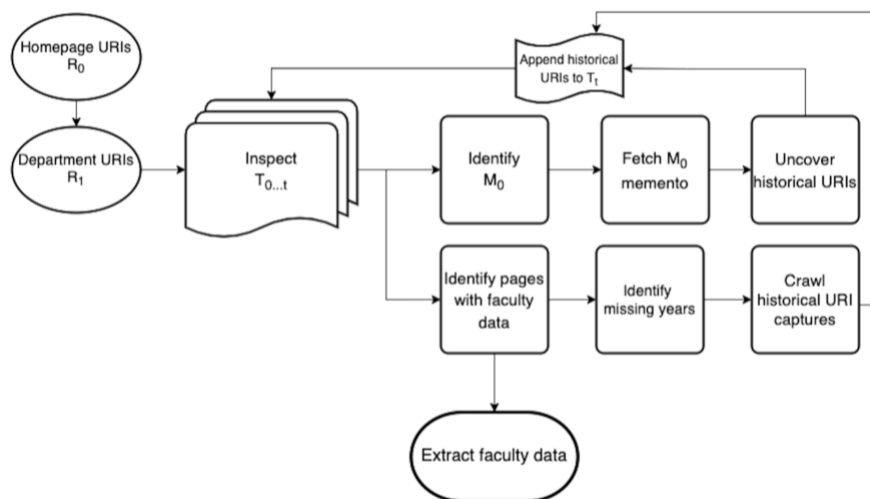 Homepage URIs
R₀
Append historical
URIs to Tₜ
Department URIs
R₁
Inspect
T₀...ₜ
Identify
M₀
Fetch M₀
memento
Uncover
historical URIs
Identify pages
with faculty
data
Identify
missing years
Crawl
historical URI
captures
Extract faculty data